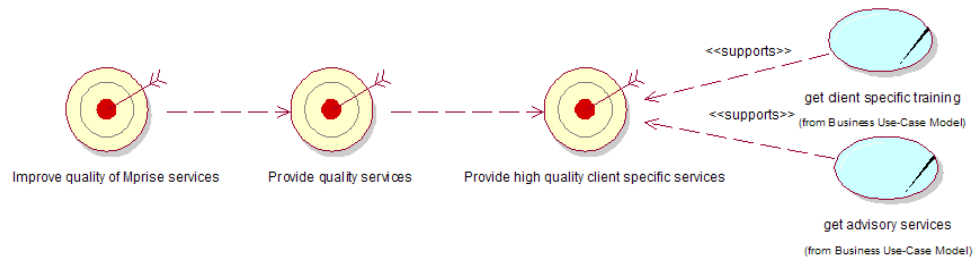 <<supports>>
get client specific training
(from Business Use-Case Model)
<<supports>>
Improve quality of Mprise services
Provide quality services
Provide high quality client specific services
get advisory services
(from Business Use-Case Model)